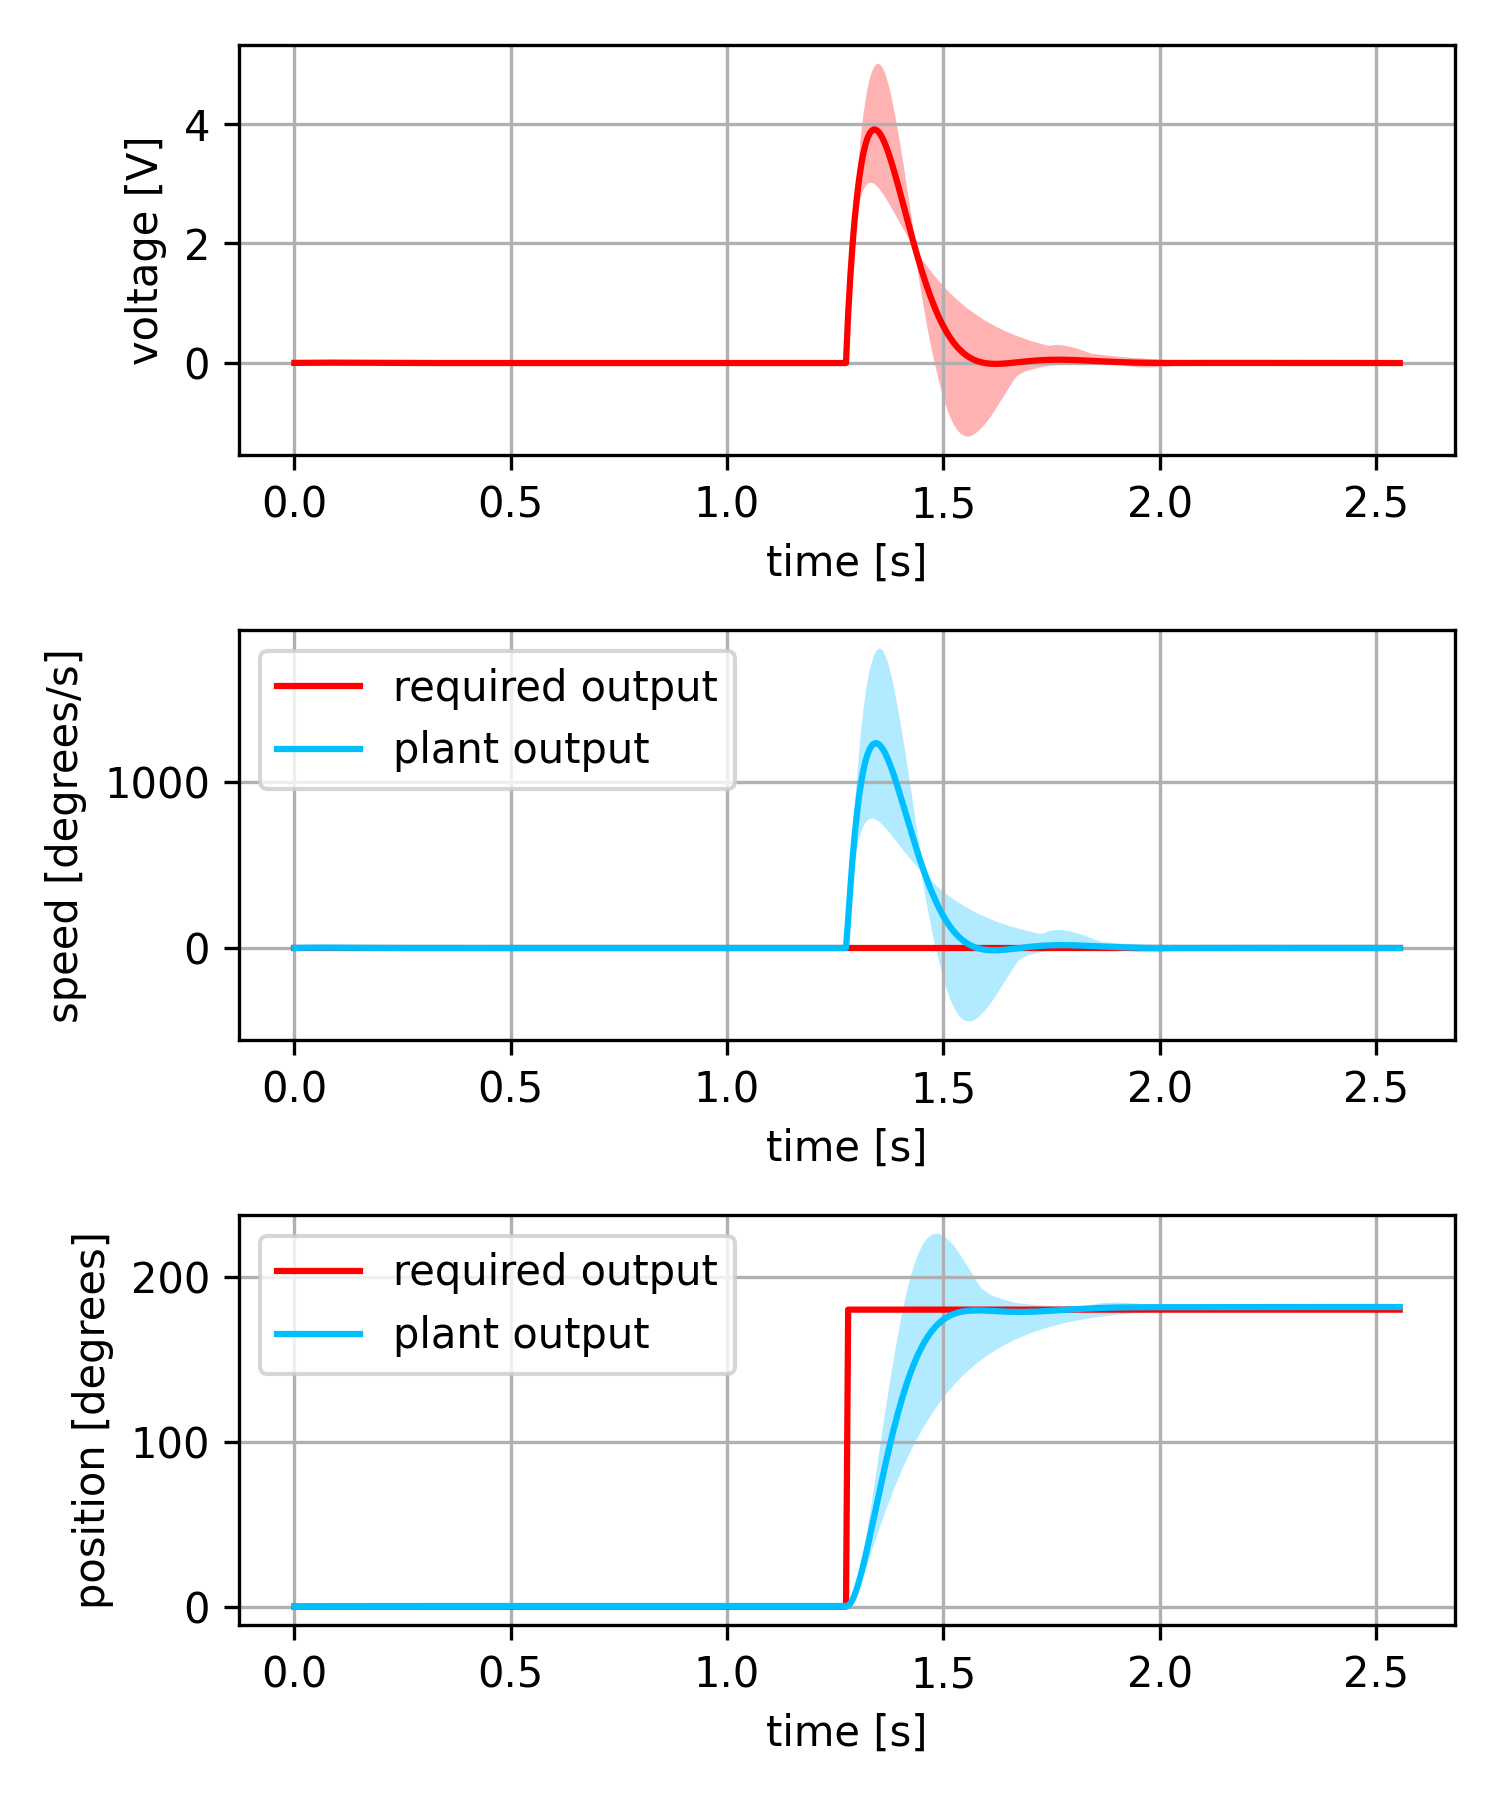 voltage [V]
4
2
0
0.0 0.5 1.0 1.5 2.0 2.5
time [s]
speed [degrees/s]
1000
0
required output
plant output
0.0 0.5 1.0 1.5 2.0 2.5
time [s]
position [degrees]
200
100
0
required output
plant output
0.0 0.5 1.0 1.5 2.0 2.5
time [s]